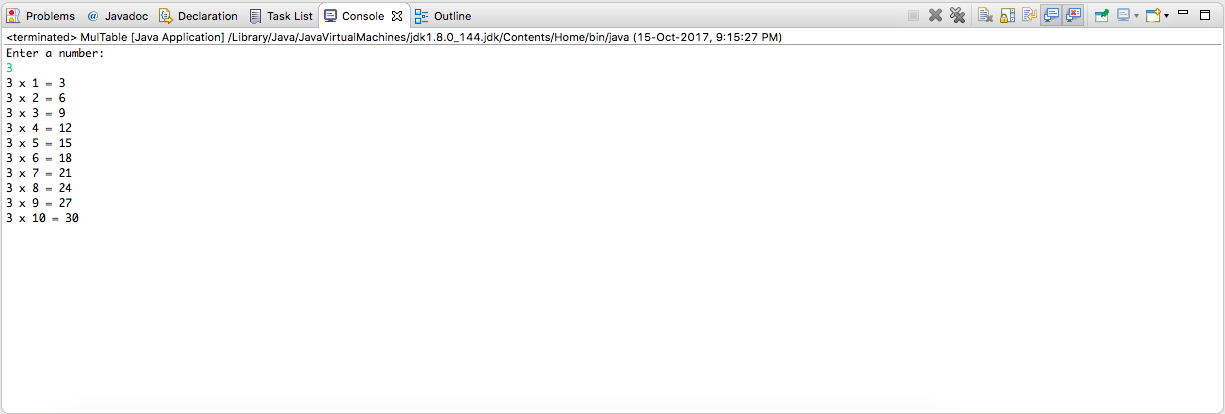 Problems @ Javadoc Declaration Task List Console Outline
<terminated> MulTable [Java Application] /Library/Java/JavaVirtualMachines/jdk1.8.0_144.jdk/Contents/Home/bin/java (15-Oct-2017, 9:15:27 PM)
Enter a number:
3
3 x 1 = 3
3 x 2 = 6
3 x 3 = 9
3 x 4 = 12
3 x 5 = 15
3 x 6 = 18
3 x 7 = 21
3 x 8 = 24
3 x 9 = 27
3 x 10 = 30